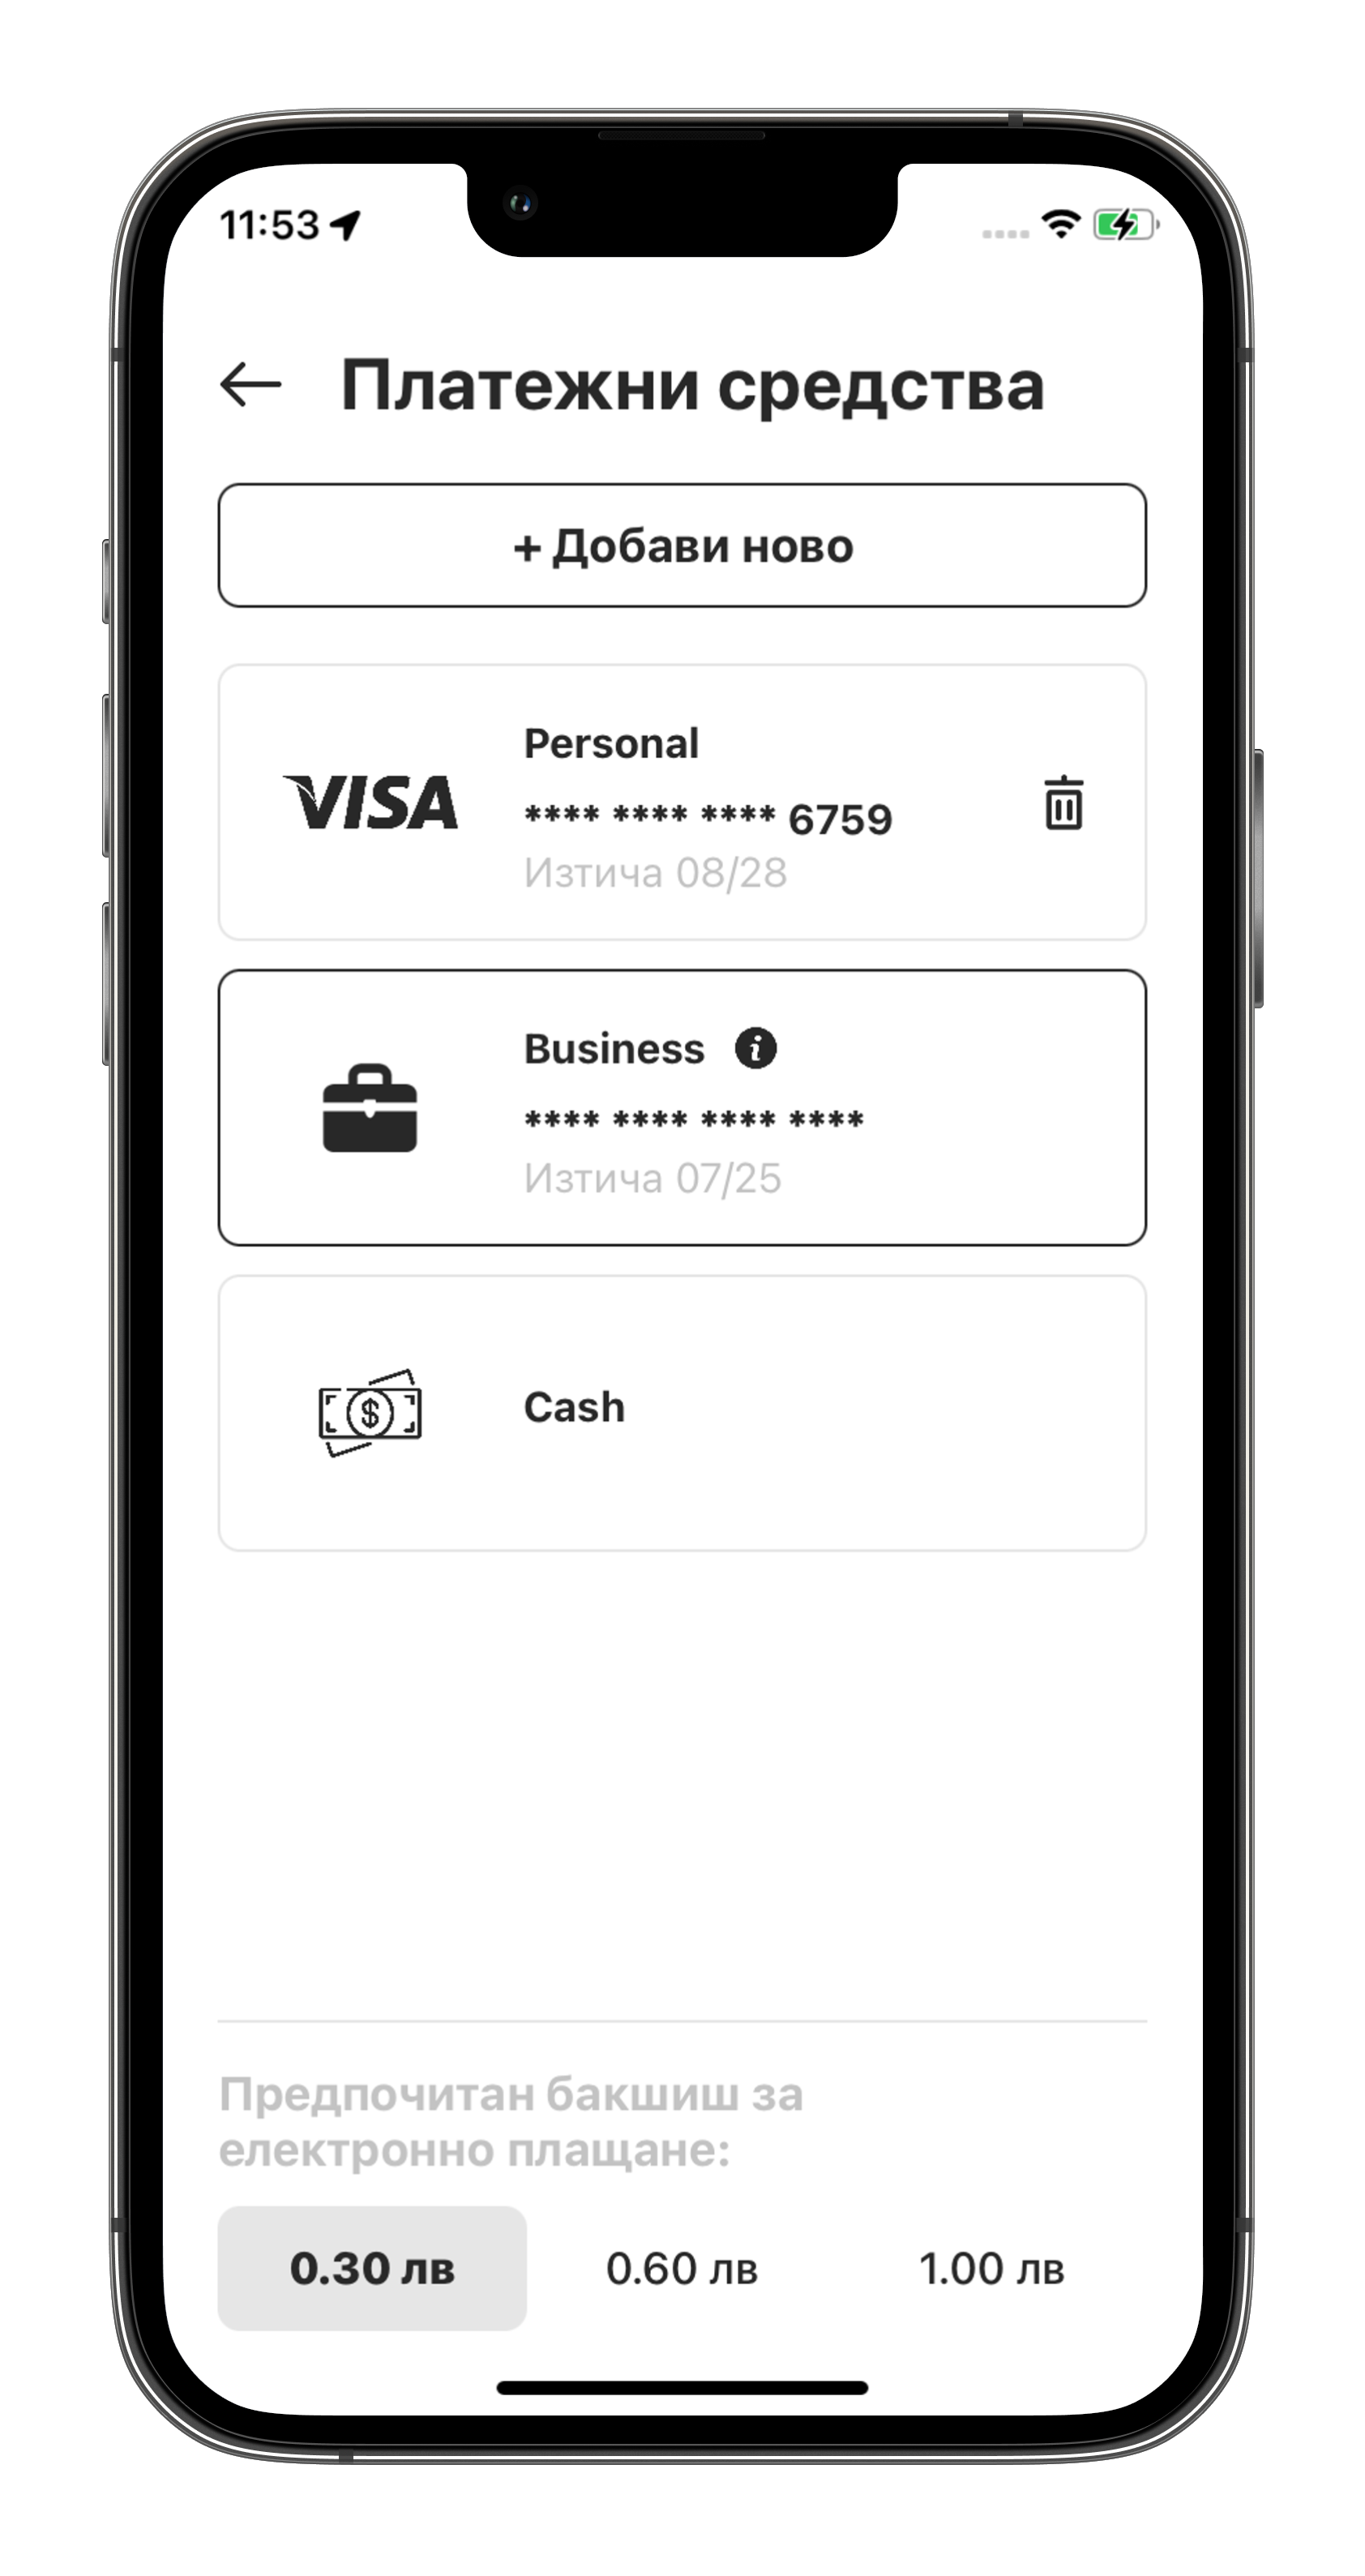 11:53
Платежни средства
+ Добави ново
Personal
VISA
**** **** **** 6759
Изтича 08/28
Business i
**** **** **** ****
Изтича 07/25
$
Cash
Предпочитан бакшиш за
електронно плащане:
0.30 лв 0.60 лв 1.00 лв